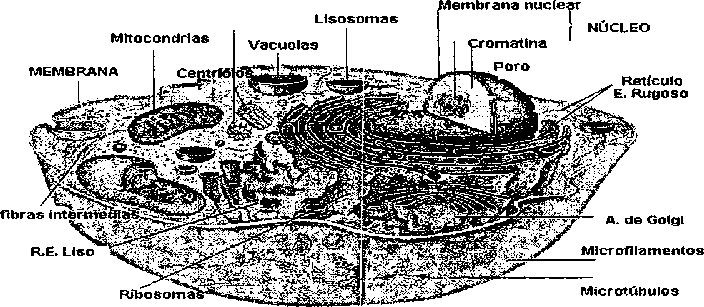 Membrana nuclear
Lisosomas
NÚCLEO
Mitocondrias
Vacuolas
Cromatina
Poro
MEMBRANA
Centríolos
Retículo
E. Rugoso
fibras intermedias
A. de Golgi
R.E. Liso
Microfilamentos
Ribosomas
Microtúbulos